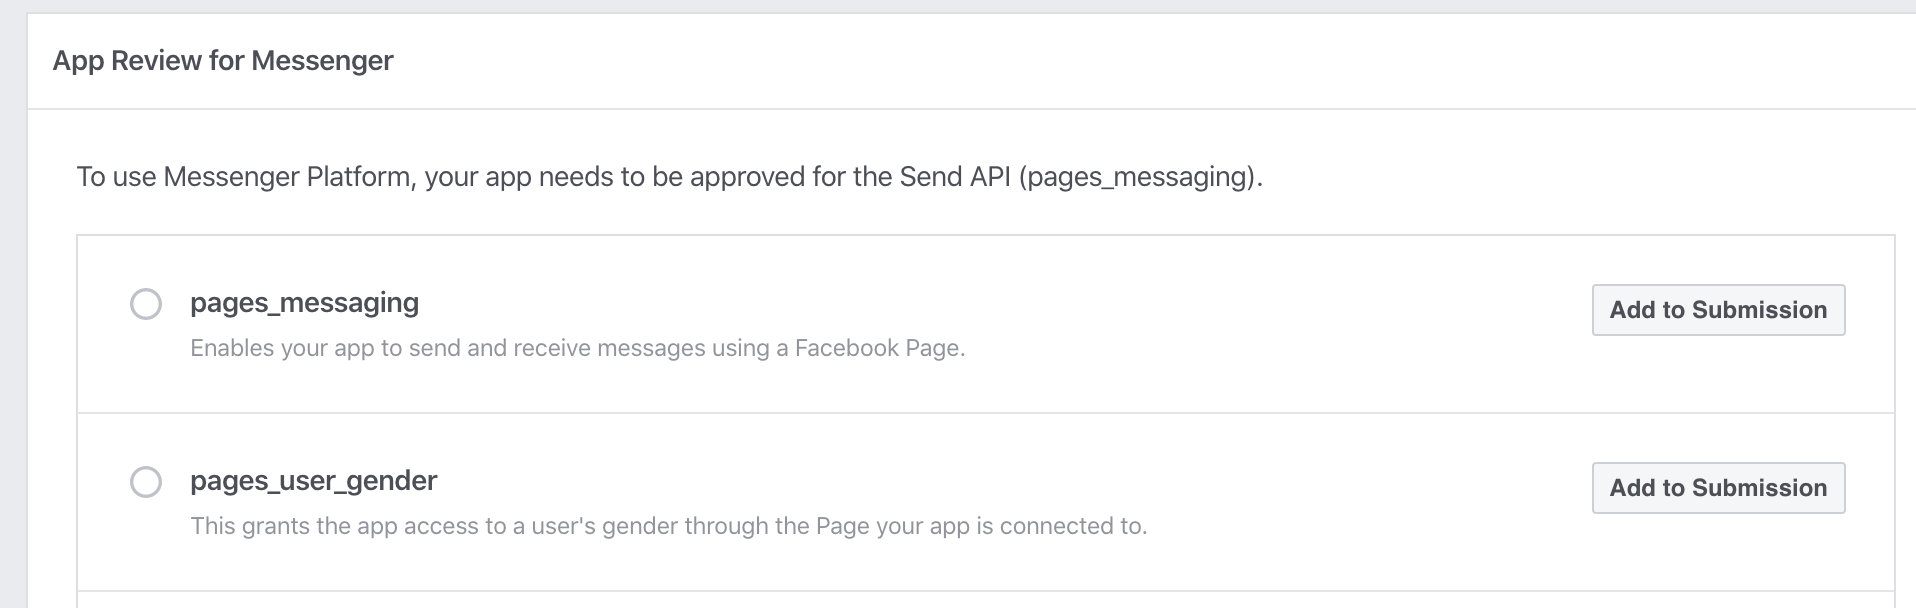 App Review for Messenger
To use Messenger Platform, your app needs to be approved for the Send API (pages_messaging).
pages_messaging
Add to Submission
Enables your app to send and receive messages using a Facebook Page.
pages_user_gender
Add to Submission
This grants the app access to a user's gender through the Page your app is connected to.